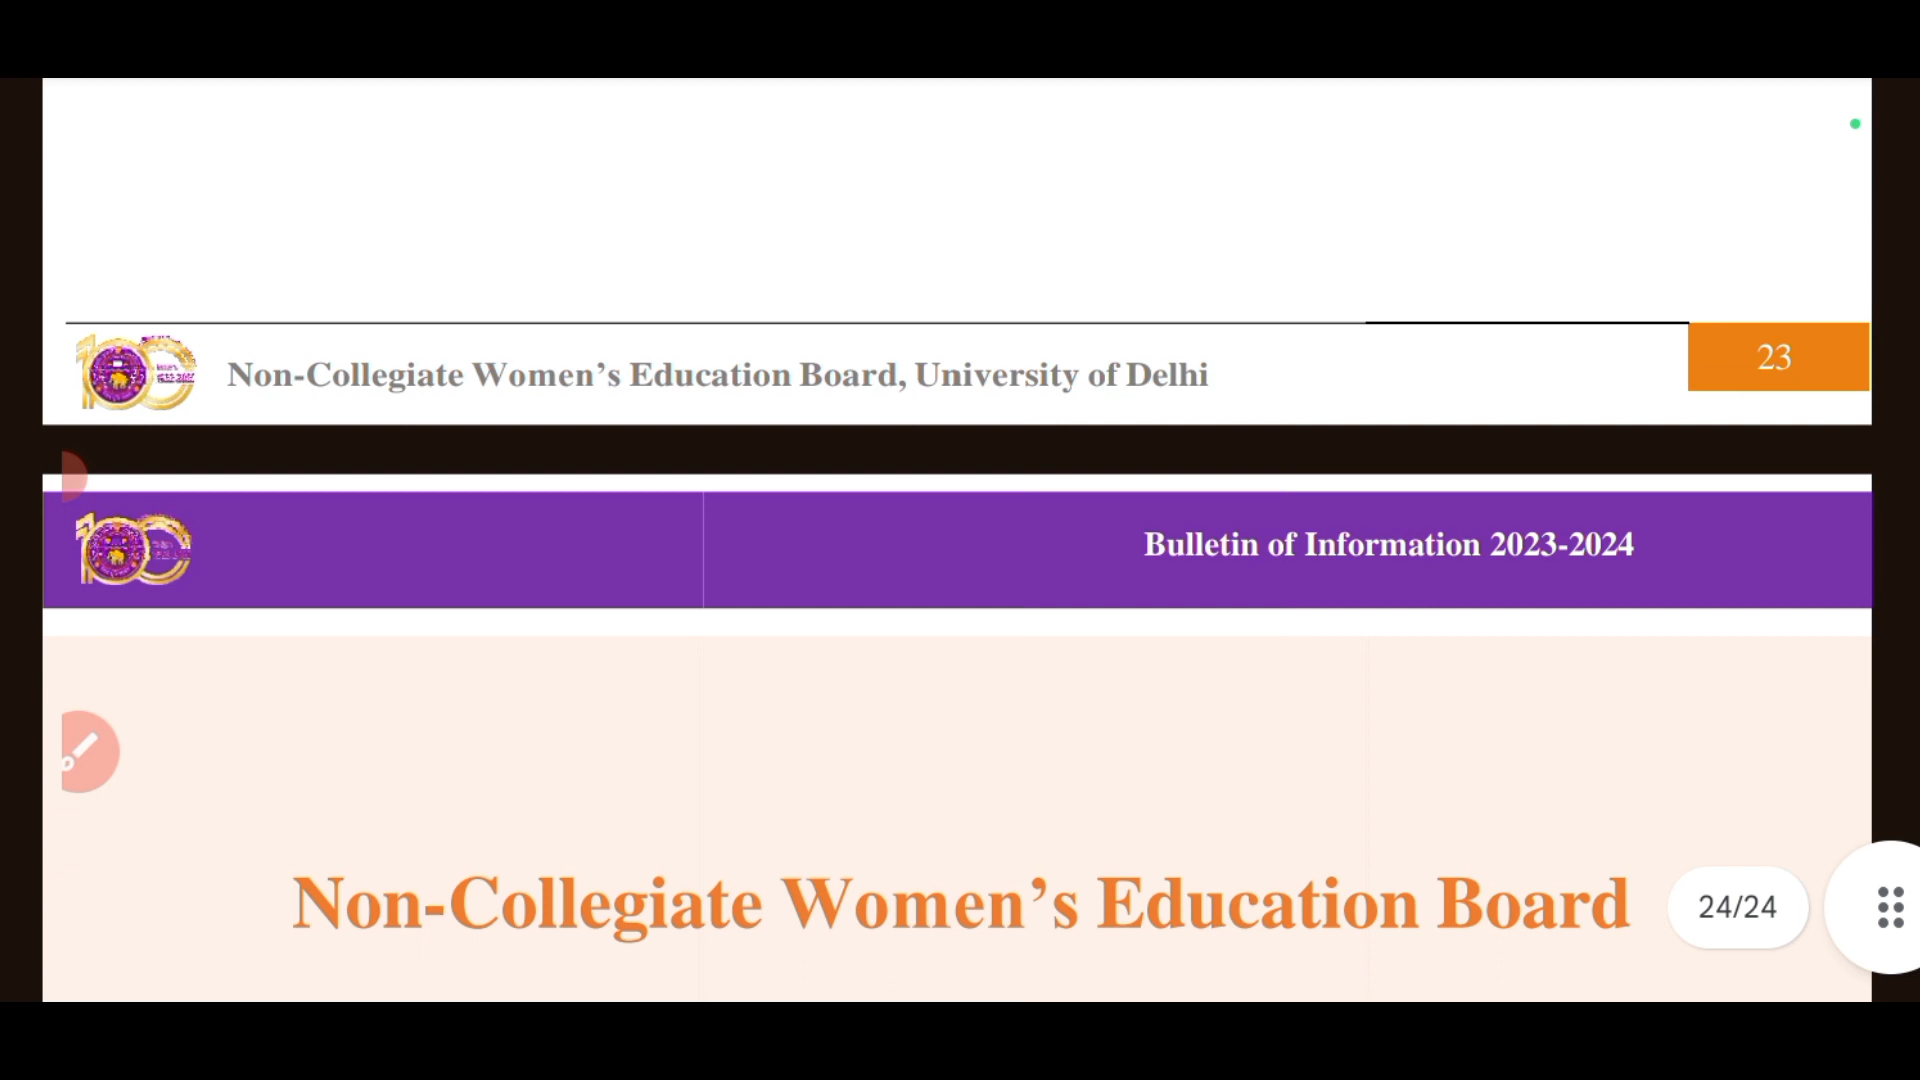 Non-Collegiate Women's Education Board, University of Delhi
23
Bulletin of Information 2023-2024
Non-Collegiate Women's Education Board
24/24